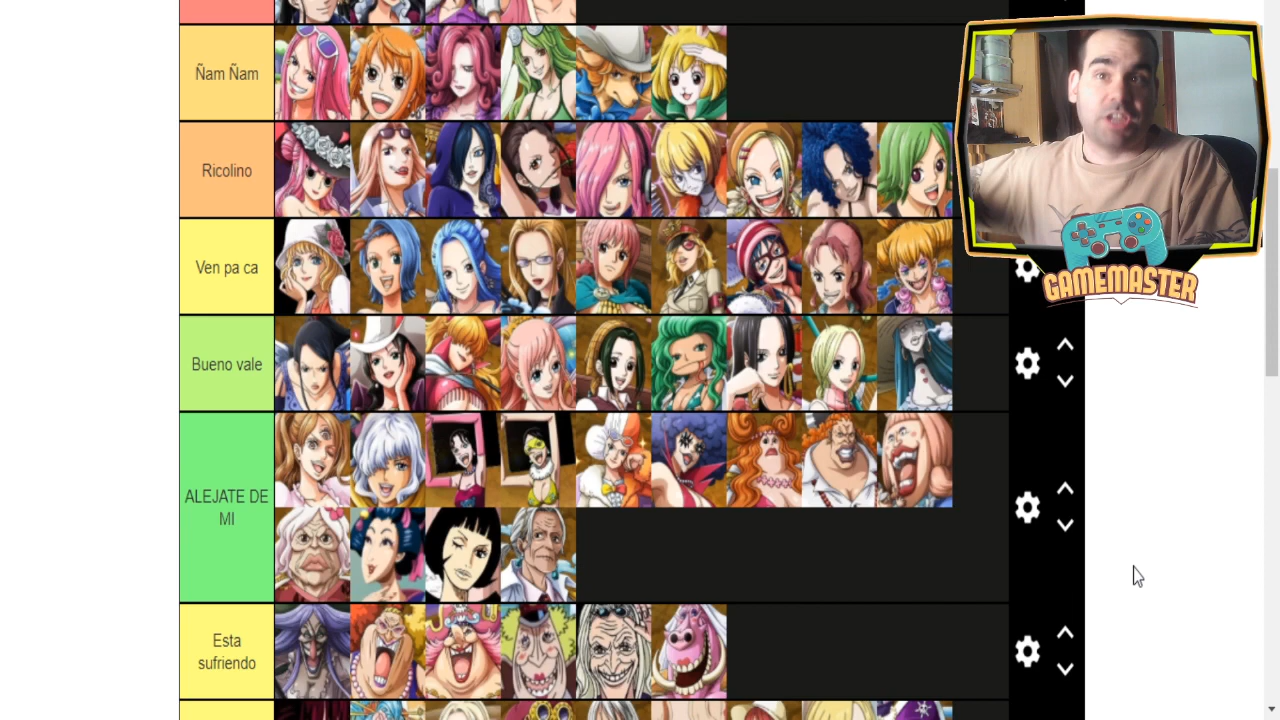 Ñam Ñam
Ricolino
Ven pa ca
Bueno vale
ALEJATE DE
MI
Esta
sufriendo
GAMEMASTER